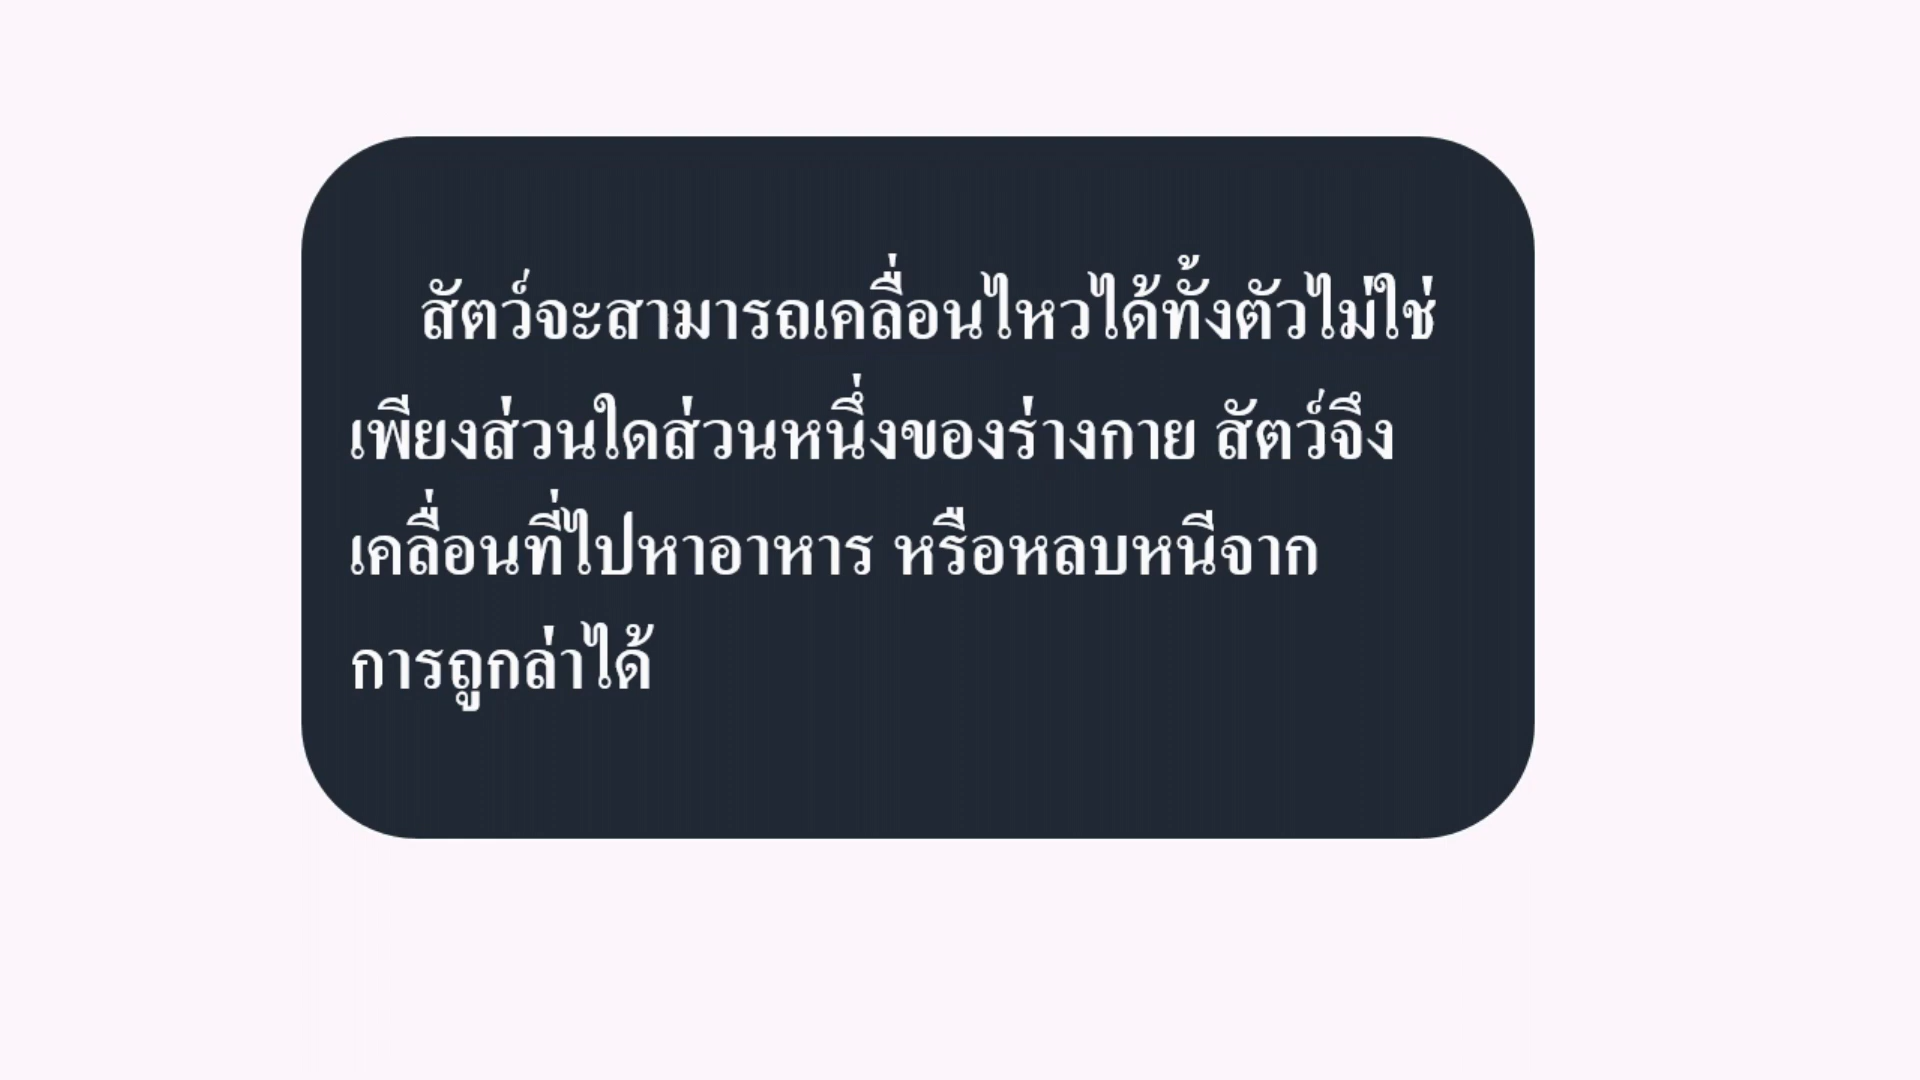 สัตว์จะสามารถเคลื่อนไหวได้ทั้งตัวไม่ใช่
เพียงส่วนใดส่วนหนึ่งของร่างกาย สัตว์จึง
เคลื่อนที่ไปหาอาหาร หรือหลบหนีจาก
การถูกล่าได้